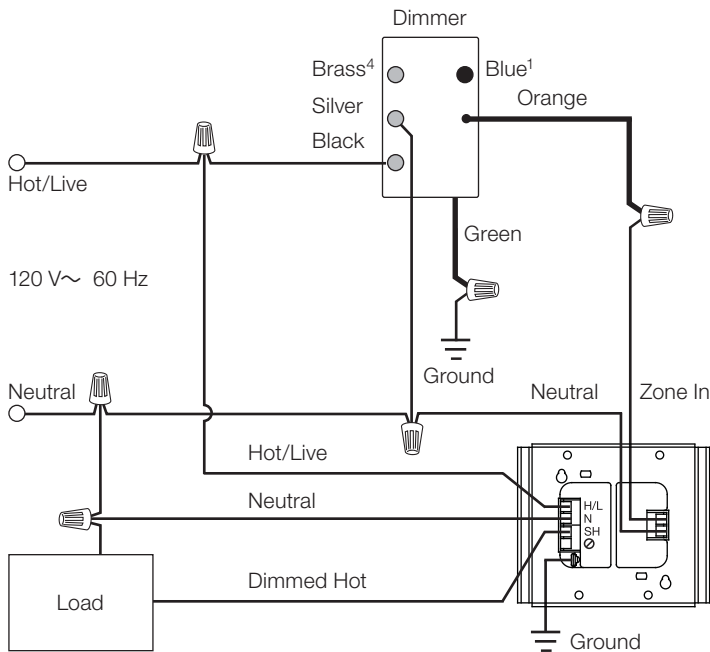 Dimmer
Brass⁴
Blue¹
Orange
Silver
Black
Hot/Live
Green
120 V～ 60 Hz
Ground
Neutral
Neutral
Zone In
Hot/Live
Neutral
H/L
N
SH
Dimmed Hot
Load
Ground